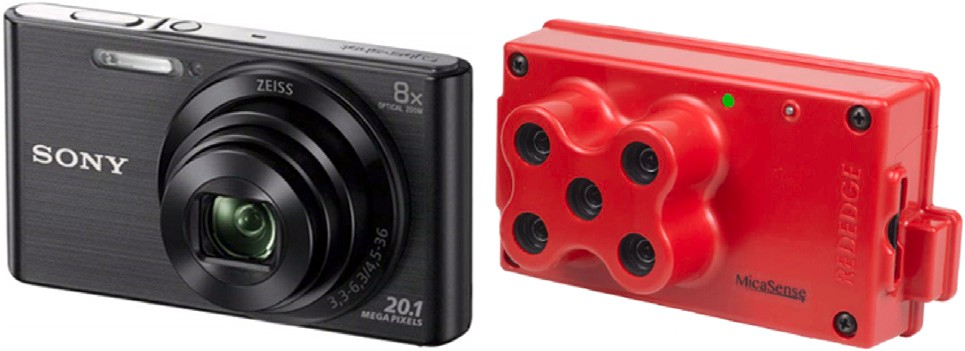 SONY
ZEISS
8x
OPTICAL ZOOM
3,3-6,3/4,5-36
20.1
MEGA PIXELS
REDEDGE
MicaSense